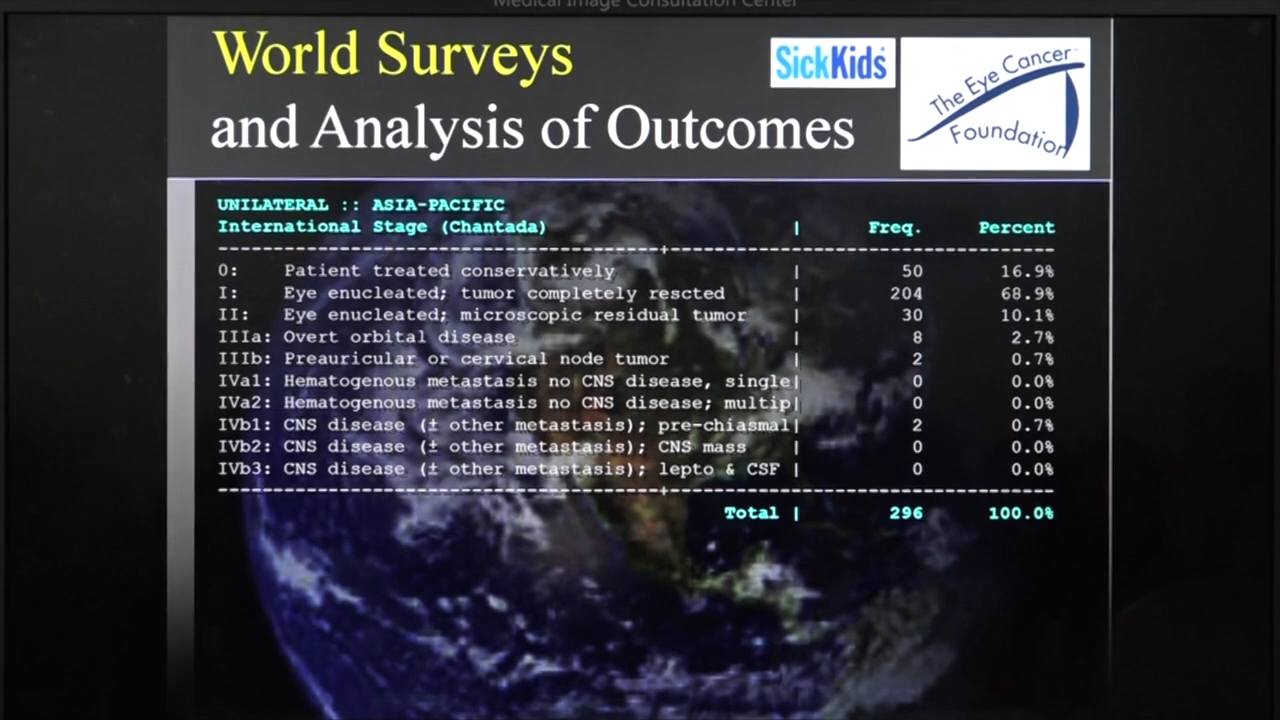 Medical Image Consultation Center
World Surveys
and Analysis of Outcomes
SickKids
The Eye Cancer
Foundation
UNILATERAL :: ASIA-PACIFIC
International Stage (Chantada) | Freq. Percent
0: Patient treated conservatively | 50 16.9%
I: Eye enucleated; tumor completely rescted | 204 68.9%
II: Eye enucleated; microscopic residual tumor | 30 10.1%
IIIa: Overt orbital disease | 8 2.7%
IIIb: Preauricular or cervical node tumor | 2 0.7%
IVa1: Hematogenous metastasis no CNS disease, single| 0 0.0%
IVa2: Hematogenous metastasis no CNS disease; multip| 0 0.0%
IVb1: CNS disease (± other metastasis); pre-chiasmal| 2 0.7%
IVb2: CNS disease (± other metastasis); CNS mass | 0 0.0%
IVb3: CNS disease (± other metastasis); lepto & CSF | 0 0.0%
Total | 296 100.0%